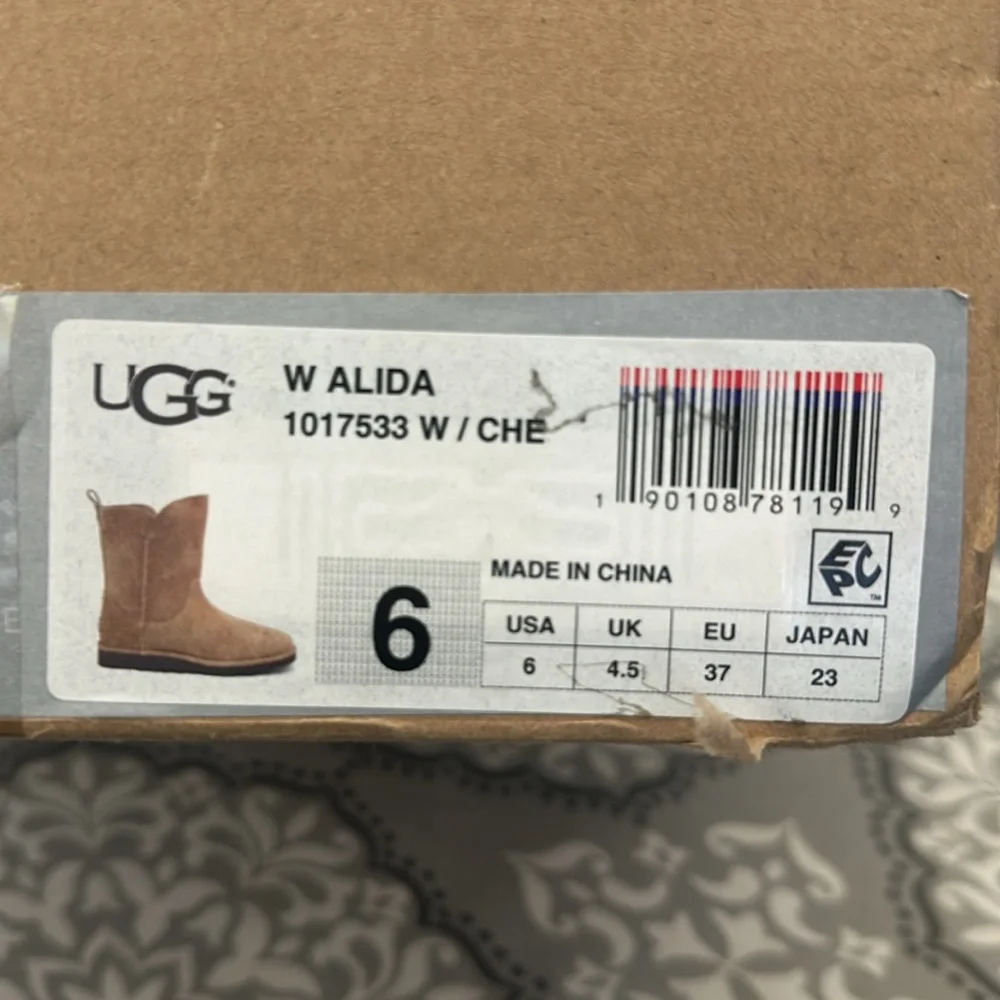 UGG
W ALIDA
1017533 W / CHE
1 90108 78119 9
6
MADE IN CHINA
EPC™
USA UK EU JAPAN
6 4.5 37 23